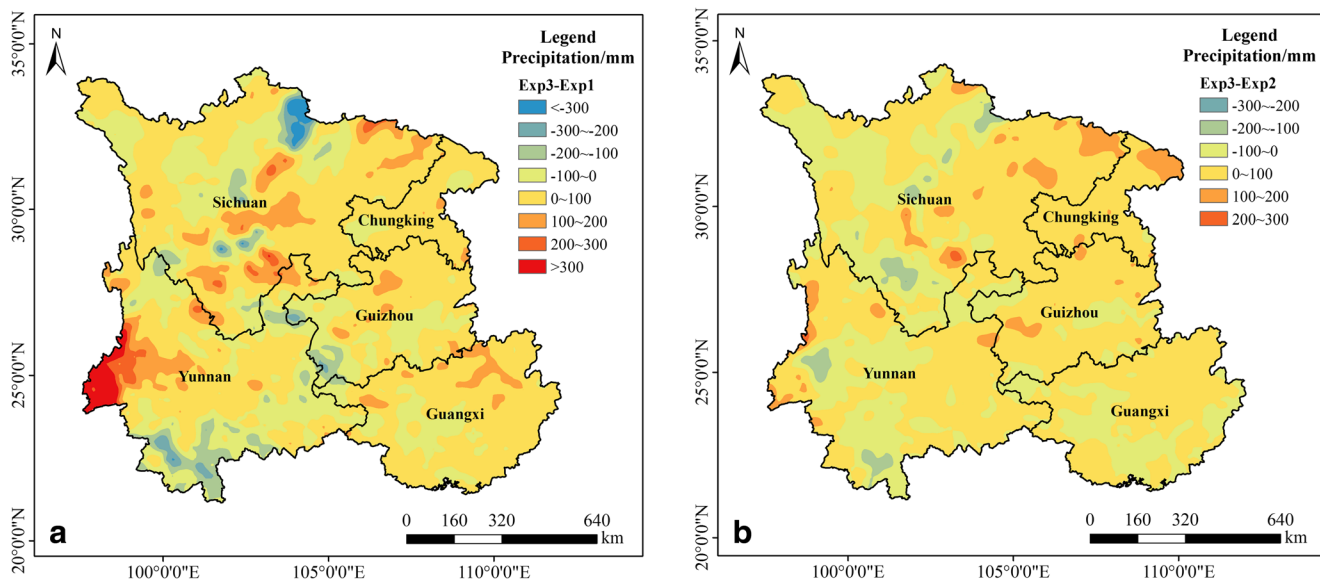 N
Legend
Precipitation/mm
Exp3-Exp1
<-300
-300~-200
-200~-100
-100~0
0~100
100~200
200~300
>300
35°0'0"N
30°0'0"N
25°0'0"N
20°0'0"N
Sichuan
Chungking
Guizhou
Yunnan
Guangxi
a
0 160 320 640
km
100°0'0"E 105°0'0"E 110°0'0"E
N
Legend
Precipitation/mm
Exp3-Exp2
-300~-200
-200~-100
-100~0
0~100
100~200
200~300
35°0'0"N
30°0'0"N
25°0'0"N
20°0'0"N
Sichuan
Chungking
Guizhou
Yunnan
Guangxi
b
0 160 320 640
km
100°0'0"E 105°0'0"E 110°0'0"E